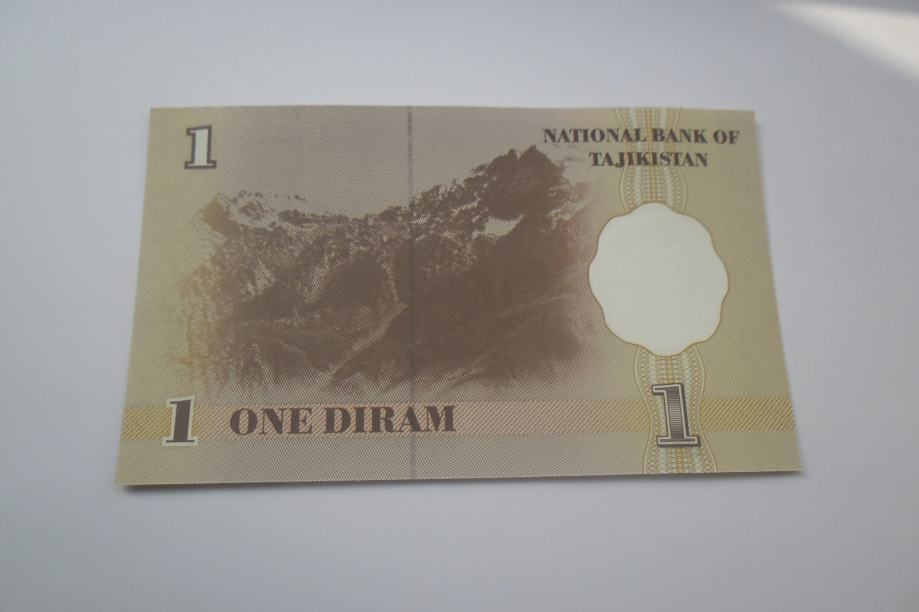 1
NATIONAL BANK OF
TAJIKISTAN
1 ONE DIRAM
1